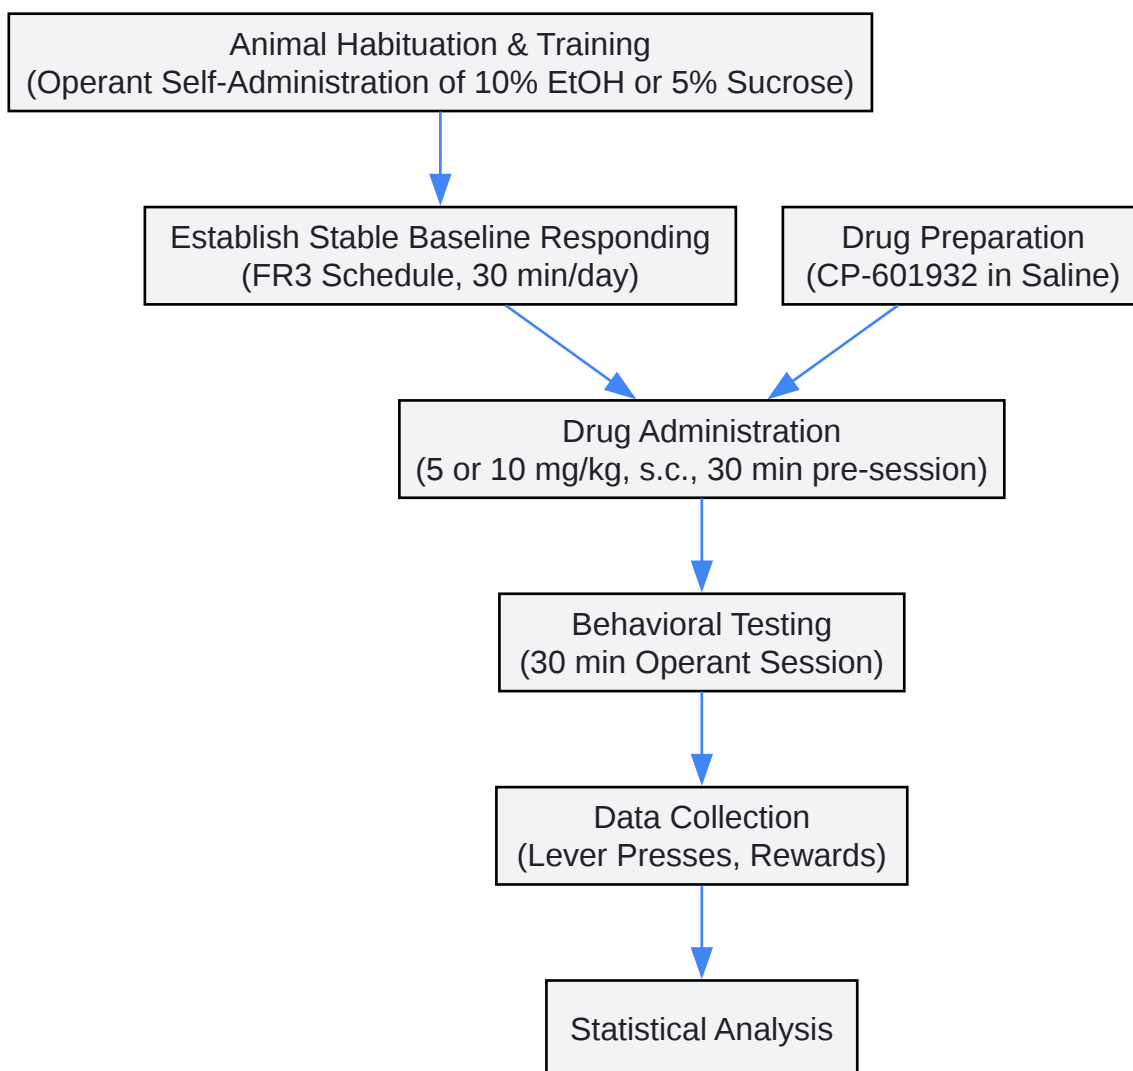 Animal Habituation & Training
(Operant Self-Administration of 10% EtOH or 5% Sucrose)
Establish Stable Baseline Responding
(FR3 Schedule, 30 min/day)
Drug Preparation
(CP-601932 in Saline)
Drug Administration
(5 or 10 mg/kg, s.c., 30 min pre-session)
Behavioral Testing
(30 min Operant Session)
Data Collection
(Lever Presses, Rewards)
Statistical Analysis